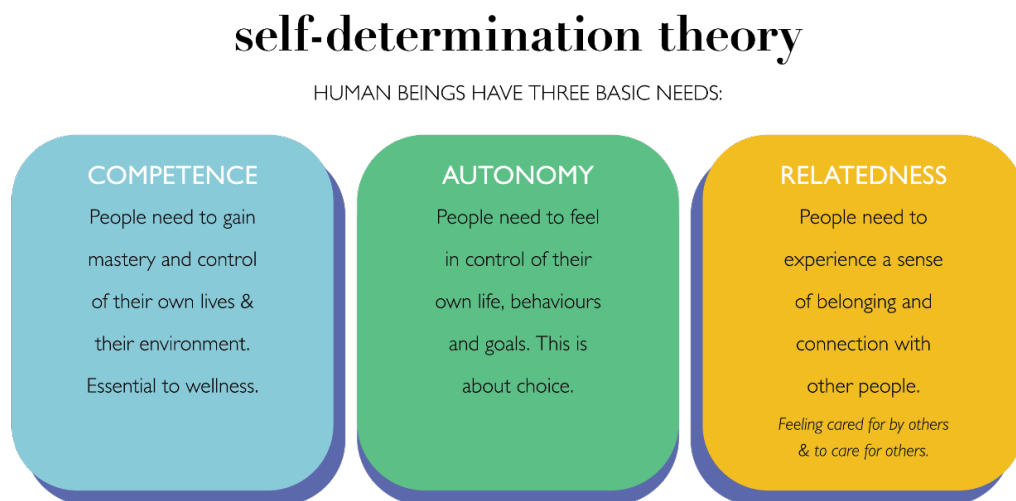 self-determination theory
HUMAN BEINGS HAVE THREE BASIC NEEDS:
COMPETENCE
People need to gain
mastery and control
of their own lives &
their environment.
Essential to wellness.
AUTONOMY
People need to feel
in control of their
own life, behaviours
and goals. This is
about choice.
RELATEDNESS
People need to
experience a sense
of belonging and
connection with
other people.
Feeling cared for by others
& to care for others.